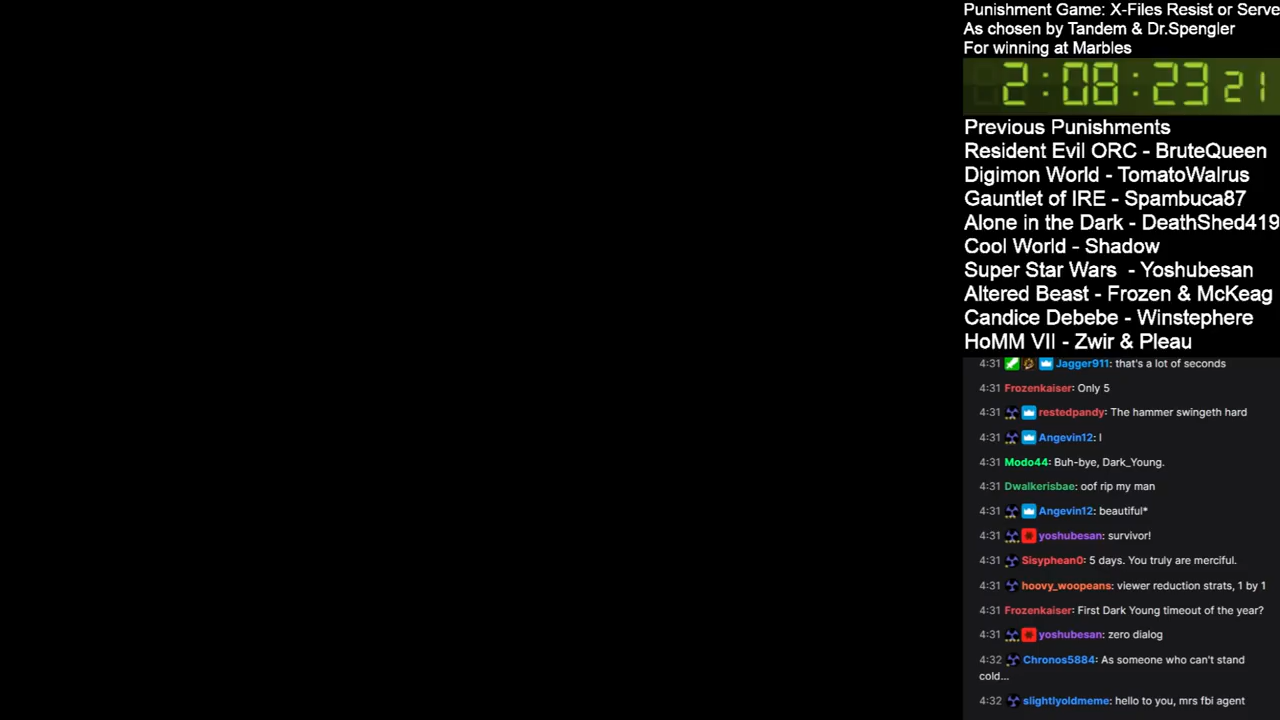 Punishment Game: X-Files Resist or Serve
As chosen by Tandem & Dr.Spengler
For winning at Marbles
2:08:23 21
Previous Punishments
Resident Evil ORC - BruteQueen
Digimon World - TomatoWalrus
Gauntlet of IRE - Spambuca87
Alone in the Dark - DeathShed419
Cool World - Shadow
Super Star Wars - Yoshubesan
Altered Beast - Frozen & McKeag
Candice Debebe - Winstephere
HoMM VII - Zwir & Pleau
4:31 Jagger911: that's a lot of seconds
4:31 Frozenkaiser: Only 5
4:31 restedpandy: The hammer swingeth hard
4:31 Angevin12: I
4:31 Modo44: Buh-bye, Dark_Young.
4:31 Dwalkerisbae: oof rip my man
4:31 Angevin12: beautiful*
4:31 yoshubesan: survivor!
4:31 Sisyphean0: 5 days. You truly are merciful.
4:31 hoovy_woopeans: viewer reduction strats, 1 by 1
4:31 Frozenkaiser: First Dark Young timeout of the year?
4:31 yoshubesan: zero dialog
4:32 Chronos5884: As someone who can't stand
cold...
4:32 slightlyoldmeme: hello to you, mrs fbi agent